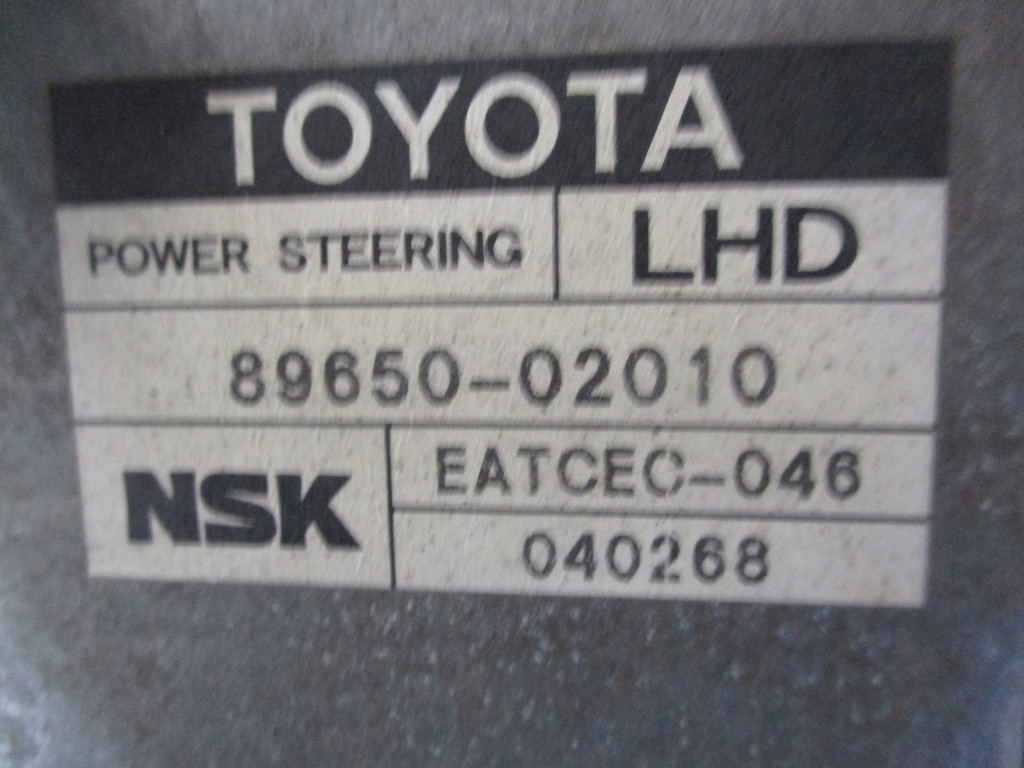 TOYOTA
POWER STEERING LHD
89650-02010
NSK EATCEC-046
040268